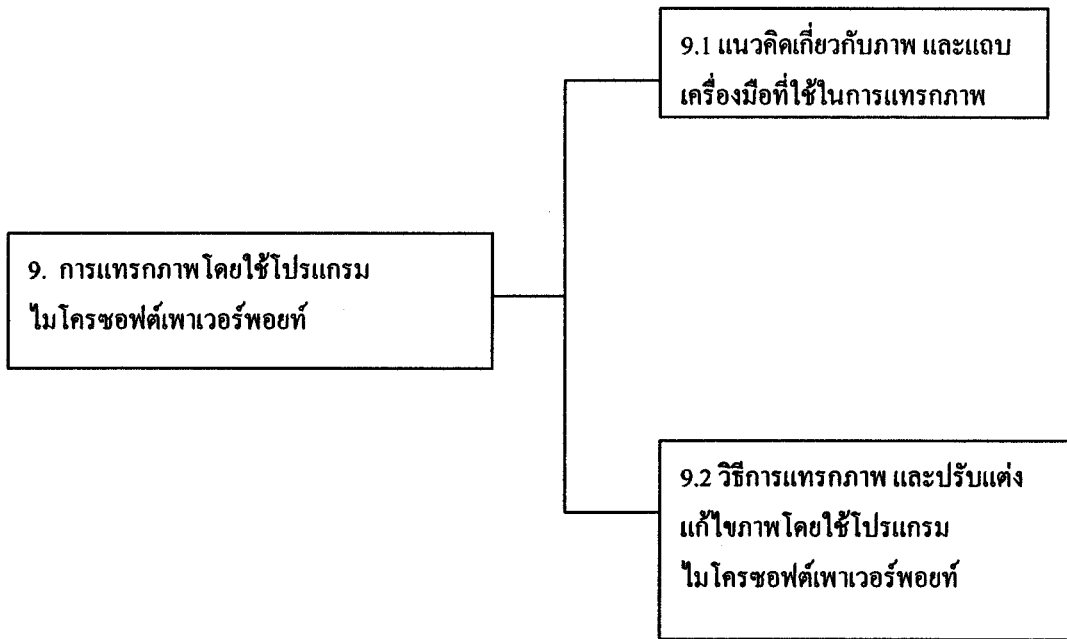 9.1 แนวคิดเกี่ยวกับภาพ และแถบ
เครื่องมือที่ใช้ในการแทรกภาพ
9. การแทรกภาพโดยใช้โปรแกรม
ไมโครซอฟต์เพาเวอร์พอยท์
9.2 วิธีการแทรกภาพ และปรับแต่ง
แก้ไขภาพโดยใช้โปรแกรม
ไมโครซอฟต์เพาเวอร์พอยท์